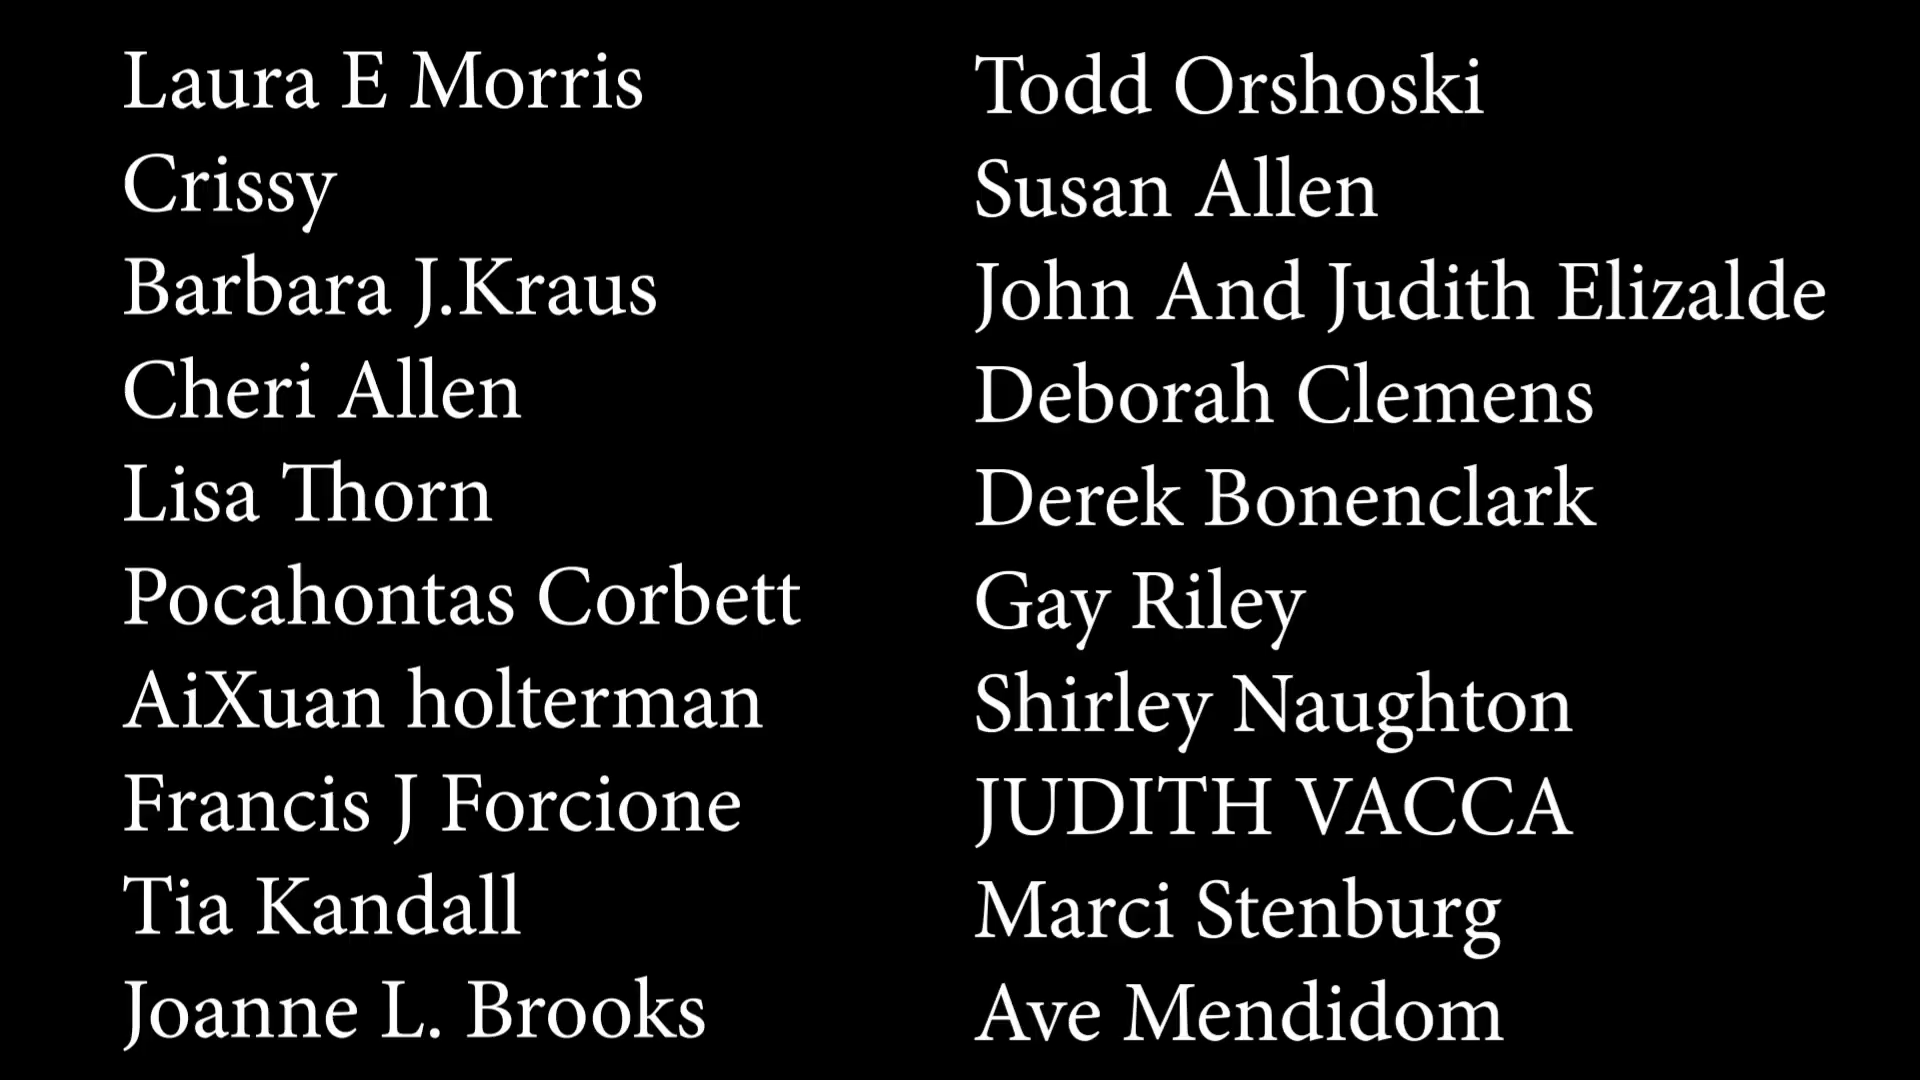 Laura E Morris
Crissy
Barbara J.Kraus
Cheri Allen
Lisa Thorn
Pocahontas Corbett
AiXuan holterman
Francis J Forcione
Tia Kandall
Joanne L. Brooks
Todd Orshoski
Susan Allen
John And Judith Elizalde
Deborah Clemens
Derek Bonenclark
Gay Riley
Shirley Naughton
JUDITH VACCA
Marci Stenburg
Ave Mendidom